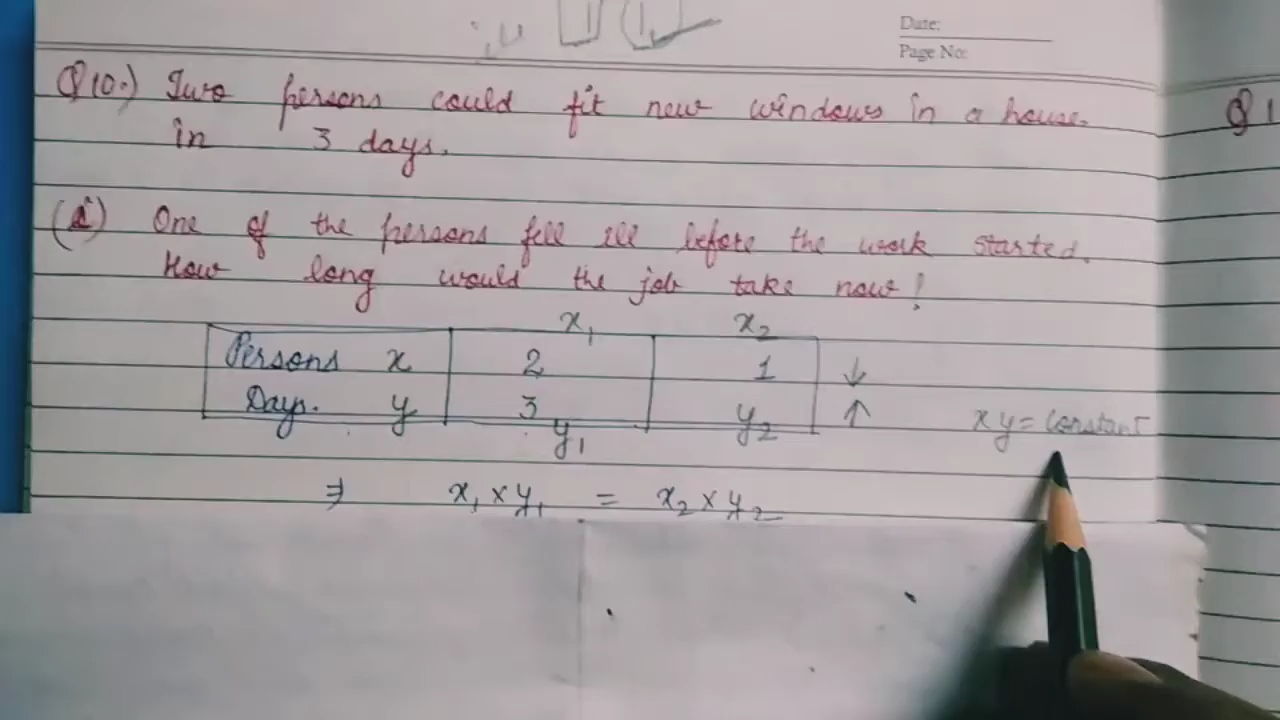 Date:
Page No:
Q10.) Two persons could fit new windows in a house.
in 3 days.
(i) One of the persons fell ill before the work started.
How long would the job take now!
x₁ x₂
Persons x 2 1 ↓
Days. y 3 y₂ ↑
y₁
xy = constant
⇒ x₁ × y₁ = x₂ × y₂
Q1